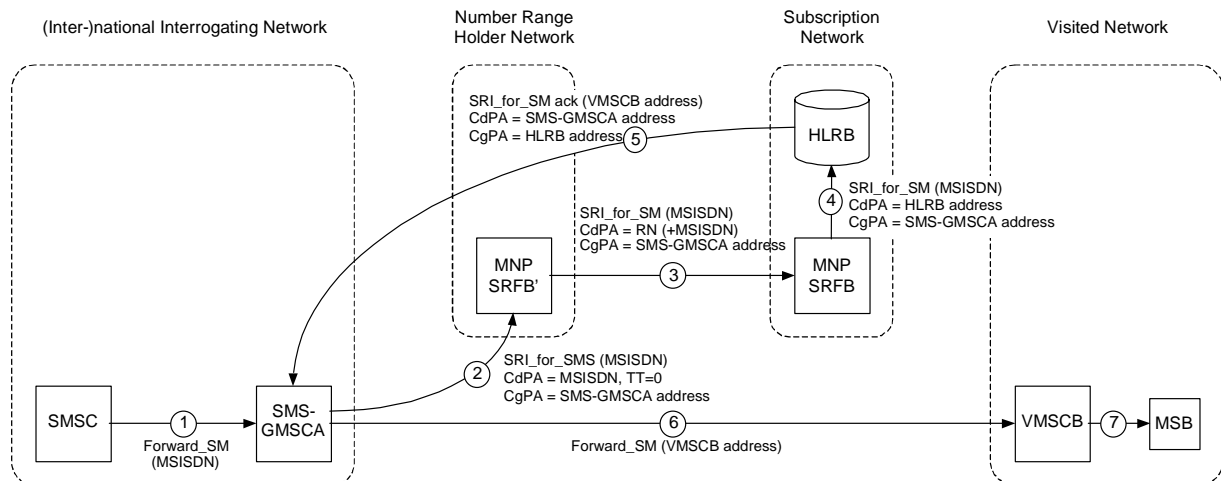 (Inter-)national Interrogating Network
Number Range
Holder Network
Subscription
Network
Visited Network
SRI_for_SM ack (VMSCB address)
CdPA = SMS-GMSCA address
CgPA = HLRB address
5
HLRB
4
SRI_for_SM (MSISDN)
CdPA = HLRB address
CgPA = SMS-GMSCA address
SRI_for_SM (MSISDN)
CdPA = RN (+MSISDN)
CgPA = SMS-GMSCA address
3
MNP
SRFB'
MNP
SRFB
2
SRI_for_SMS (MSISDN)
CdPA = MSISDN, TT=0
CgPA = SMS-GMSCA address
SMSC
1
Forward_SM
(MSISDN)
SMS-
GMSCA
6
Forward_SM (VMSCB address)
VMSCB
7
MSB